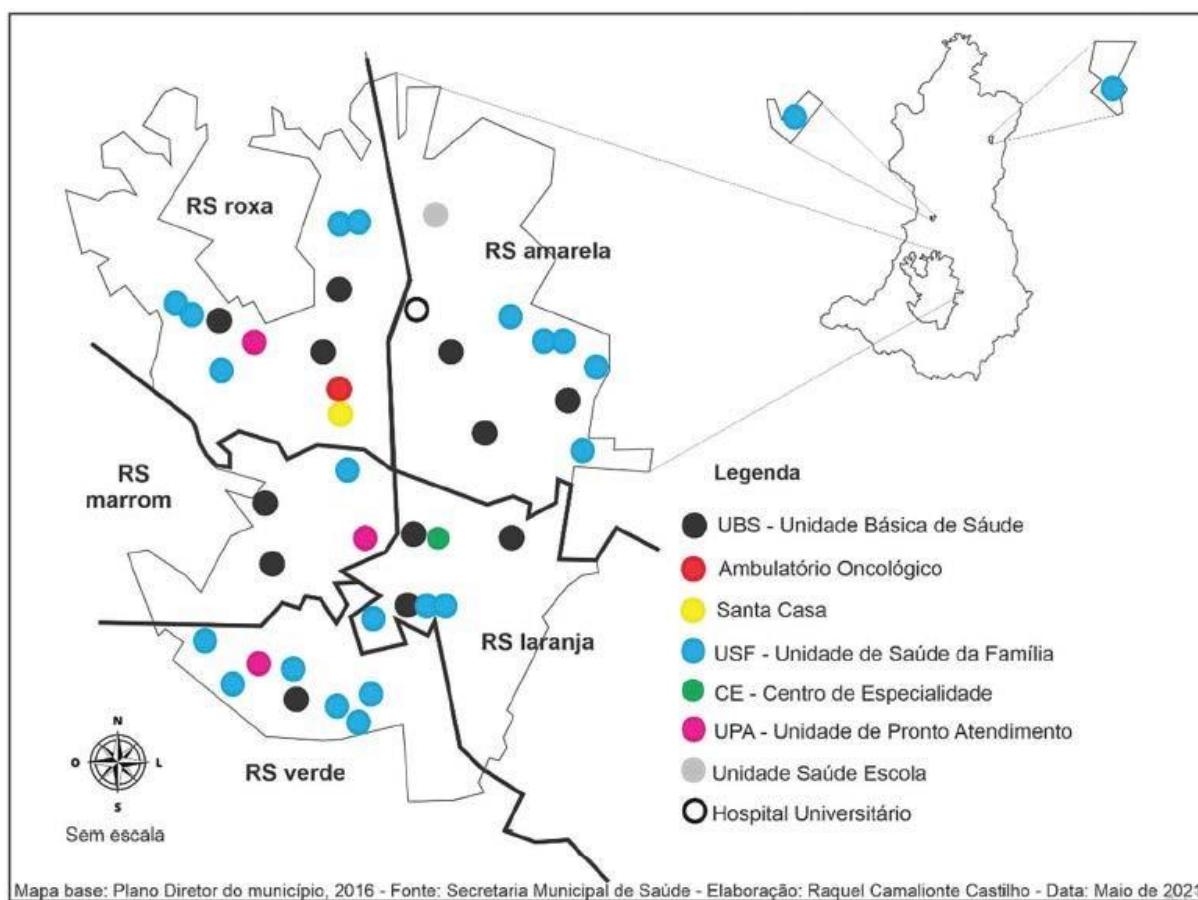 RS roxa
RS amarela
RS
marrom
RS laranja
RS verde
N
O
L
S
Sem escala
Legenda
UBS - Unidade Básica de Sáude
Ambulatório Oncológico
Santa Casa
USF - Unidade de Saúde da Família
CE - Centro de Especialidade
UPA - Unidade de Pronto Atendimento
Unidade Saúde Escola
Hospital Universitário
Mapa base: Plano Diretor do município, 2016 - Fonte: Secretaria Municipal de Saúde - Elaboração: Raquel Camalionte Castilho - Data: Maio de 2021